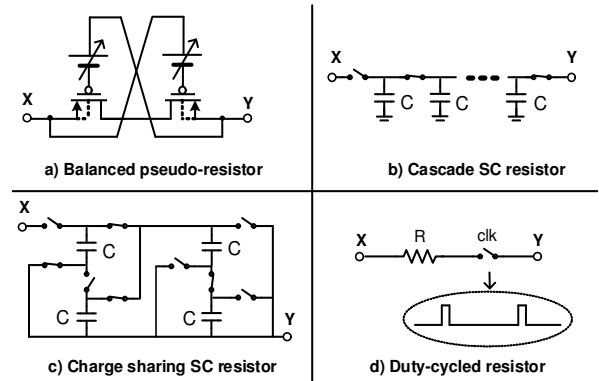 X
Y
a) Balanced pseudo-resistor
X
Y
C
C
C
b) Cascade SC resistor
X
C
C
C
C
Y
c) Charge sharing SC resistor
X
R
clk
Y
d) Duty-cycled resistor